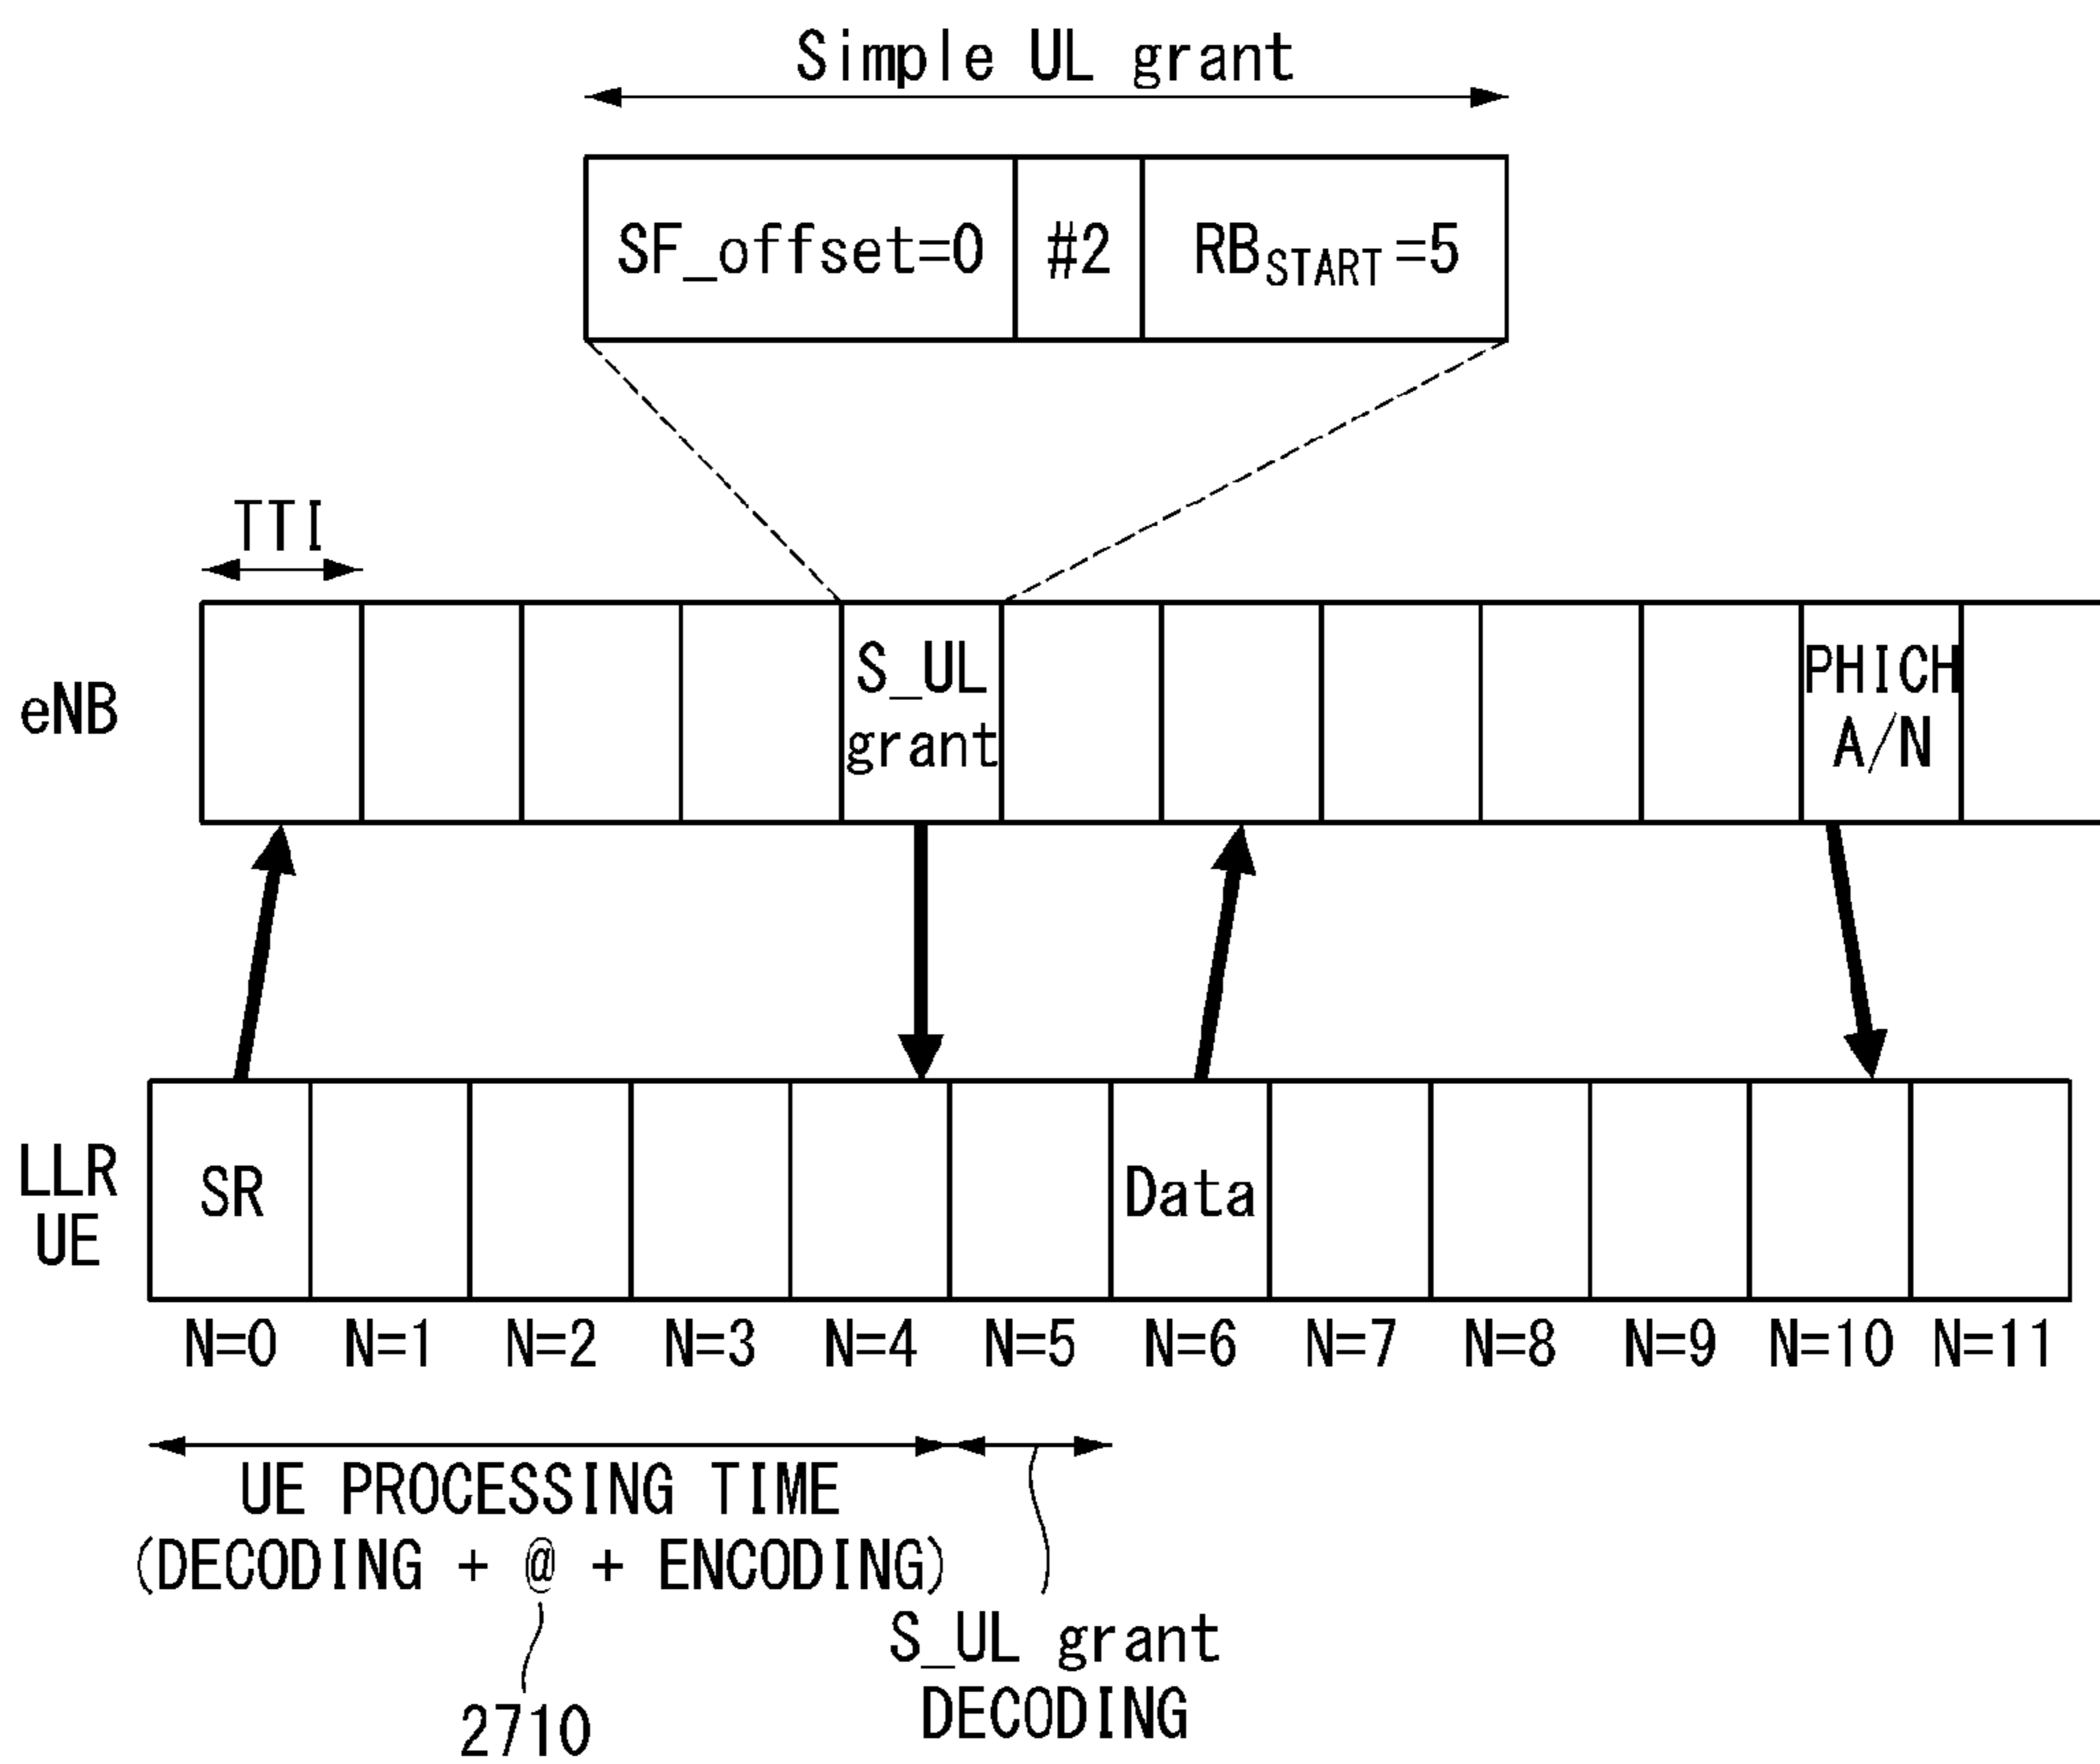 Simple UL grant
SF_offset=0 #2 RBSTART=5
TTI
eNB
S_UL
grant
PHICH
A/N
LLR
UE
SR
Data
N=0 N=1 N=2 N=3 N=4 N=5 N=6 N=7 N=8 N=9 N=10 N=11
UE PROCESSING TIME
(DECODING + @ + ENCODING)
S_UL grant
DECODING
2710